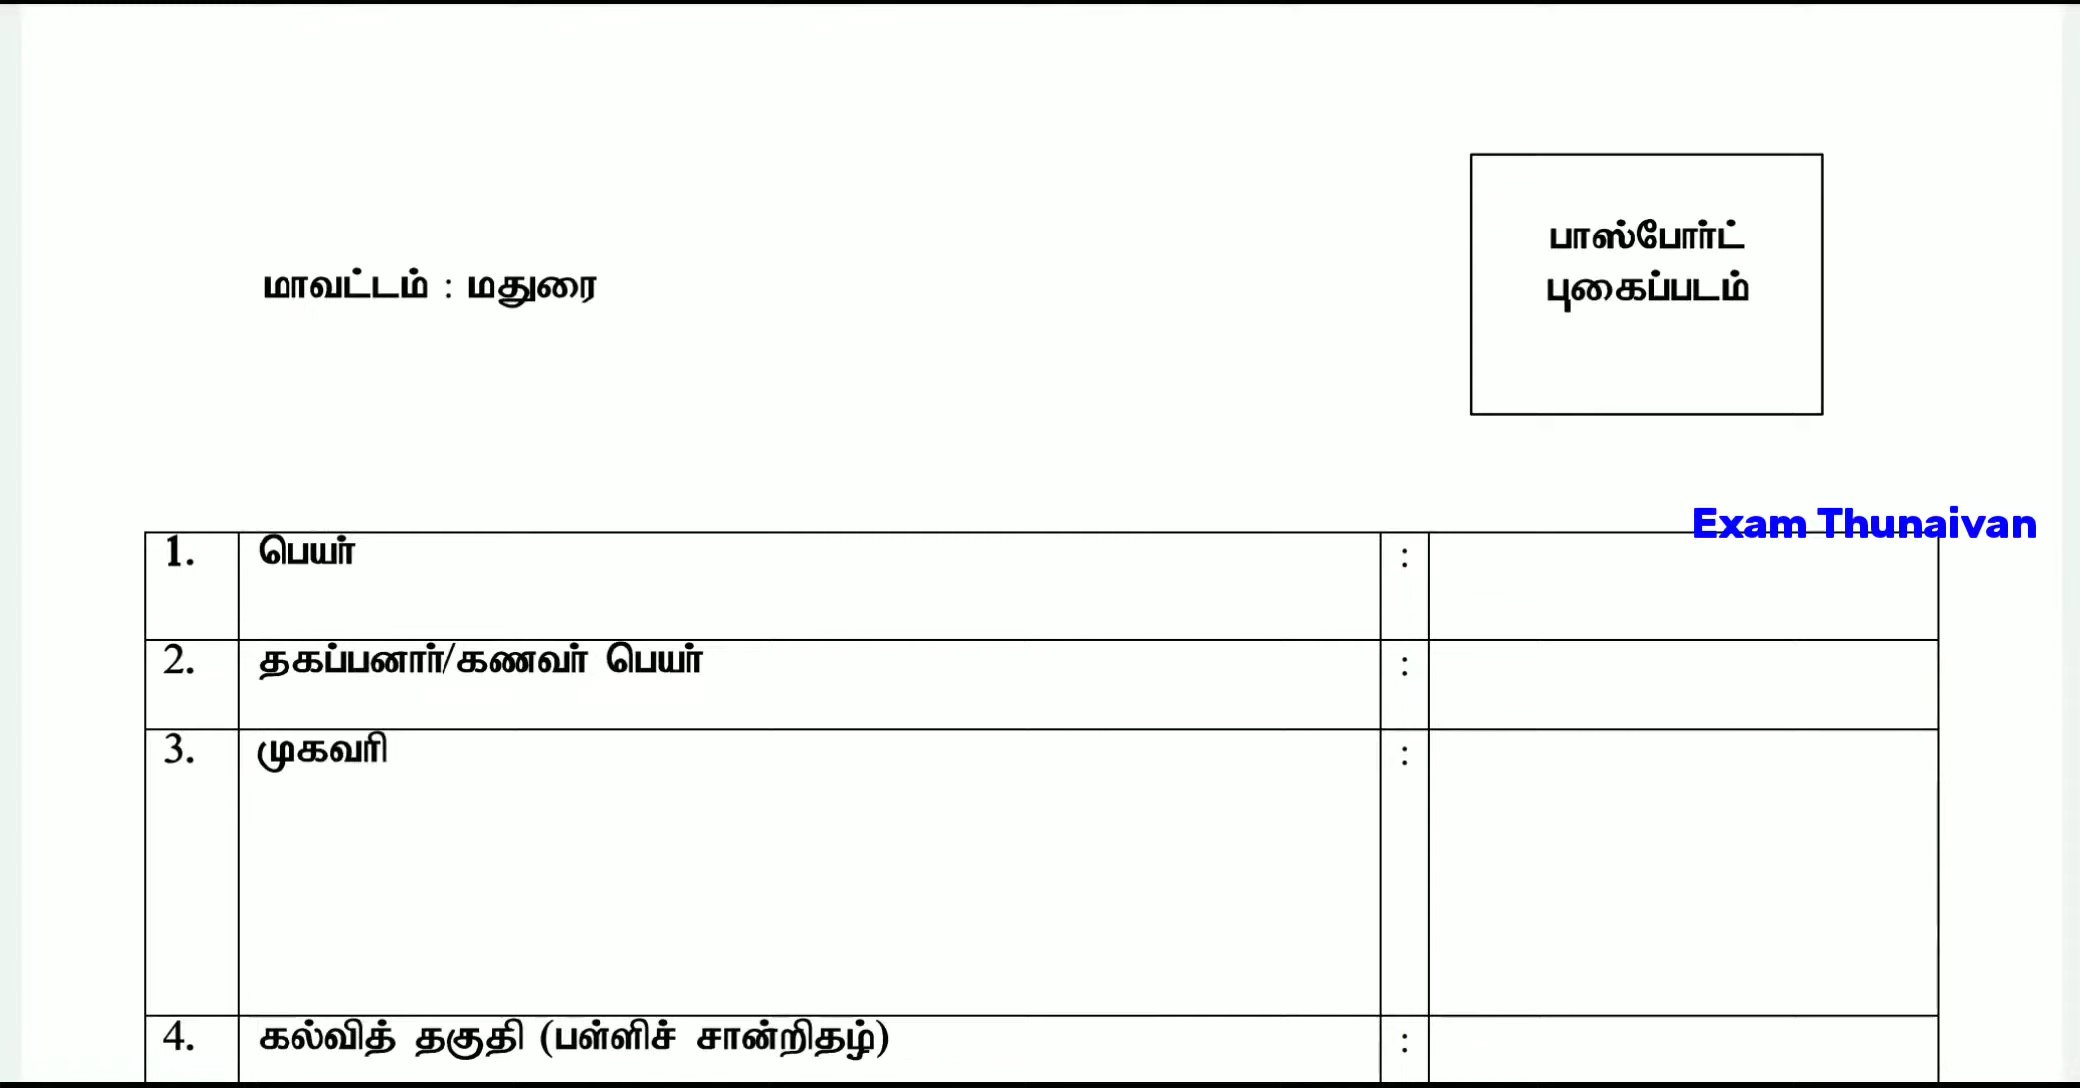 பாஸ்போர்ட்
புகைப்படம்
மாவட்டம் : மதுரை
Exam Thunaivan
1. பெயர் :
2. தகப்பனார்/கணவர் பெயர் :
3. முகவரி :
4. கல்வித் தகுதி (பள்ளிச் சான்றிதழ்) :